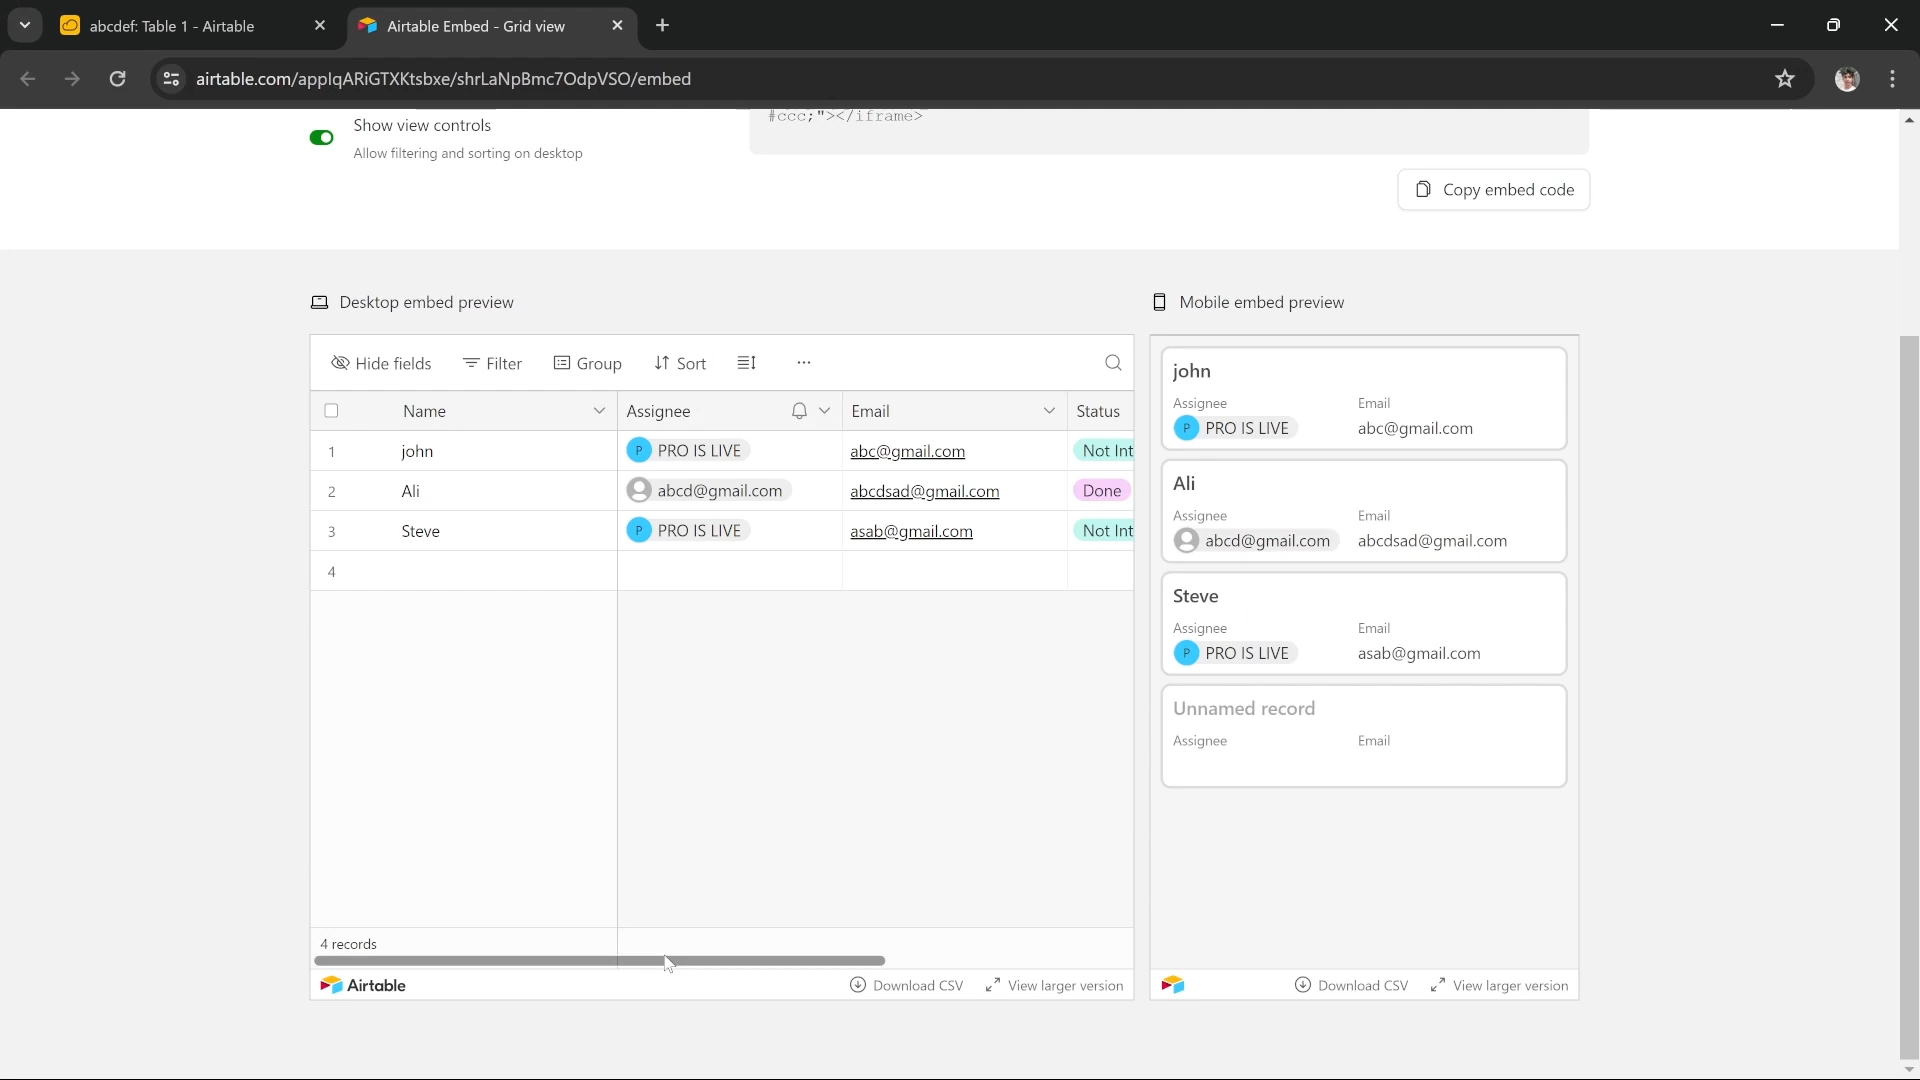 abcdef: Table 1 - Airtable
Airtable Embed - Grid view
airtable.com/applqARiGTXKtsbxe/shrLaNpBmc7OdpVSO/embed
Show view controls
Allow filtering and sorting on desktop
#ccc;"></iframe>
Copy embed code
Desktop embed preview
Hide fields Filter Group Sort
Name Assignee Email Status
1 john P PRO IS LIVE abc@gmail.com Not Int
2 Ali abcd@gmail.com abcdsad@gmail.com Done
3 Steve P PRO IS LIVE asab@gmail.com Not Int
4
4 records
Airtable Download CSV View larger version
Mobile embed preview
john
Assignee Email
P PRO IS LIVE abc@gmail.com
Ali
Assignee Email
abcd@gmail.com abcdsad@gmail.com
Steve
Assignee Email
P PRO IS LIVE asab@gmail.com
Unnamed record
Assignee Email
Download CSV View larger version